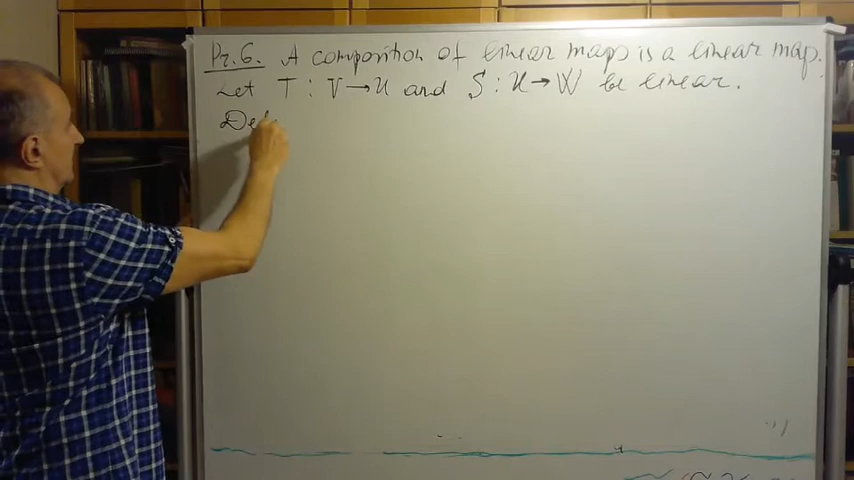 Pr. 6. A composition of linear maps is a linear map.
Let T : V → U and S : U → W be linear.